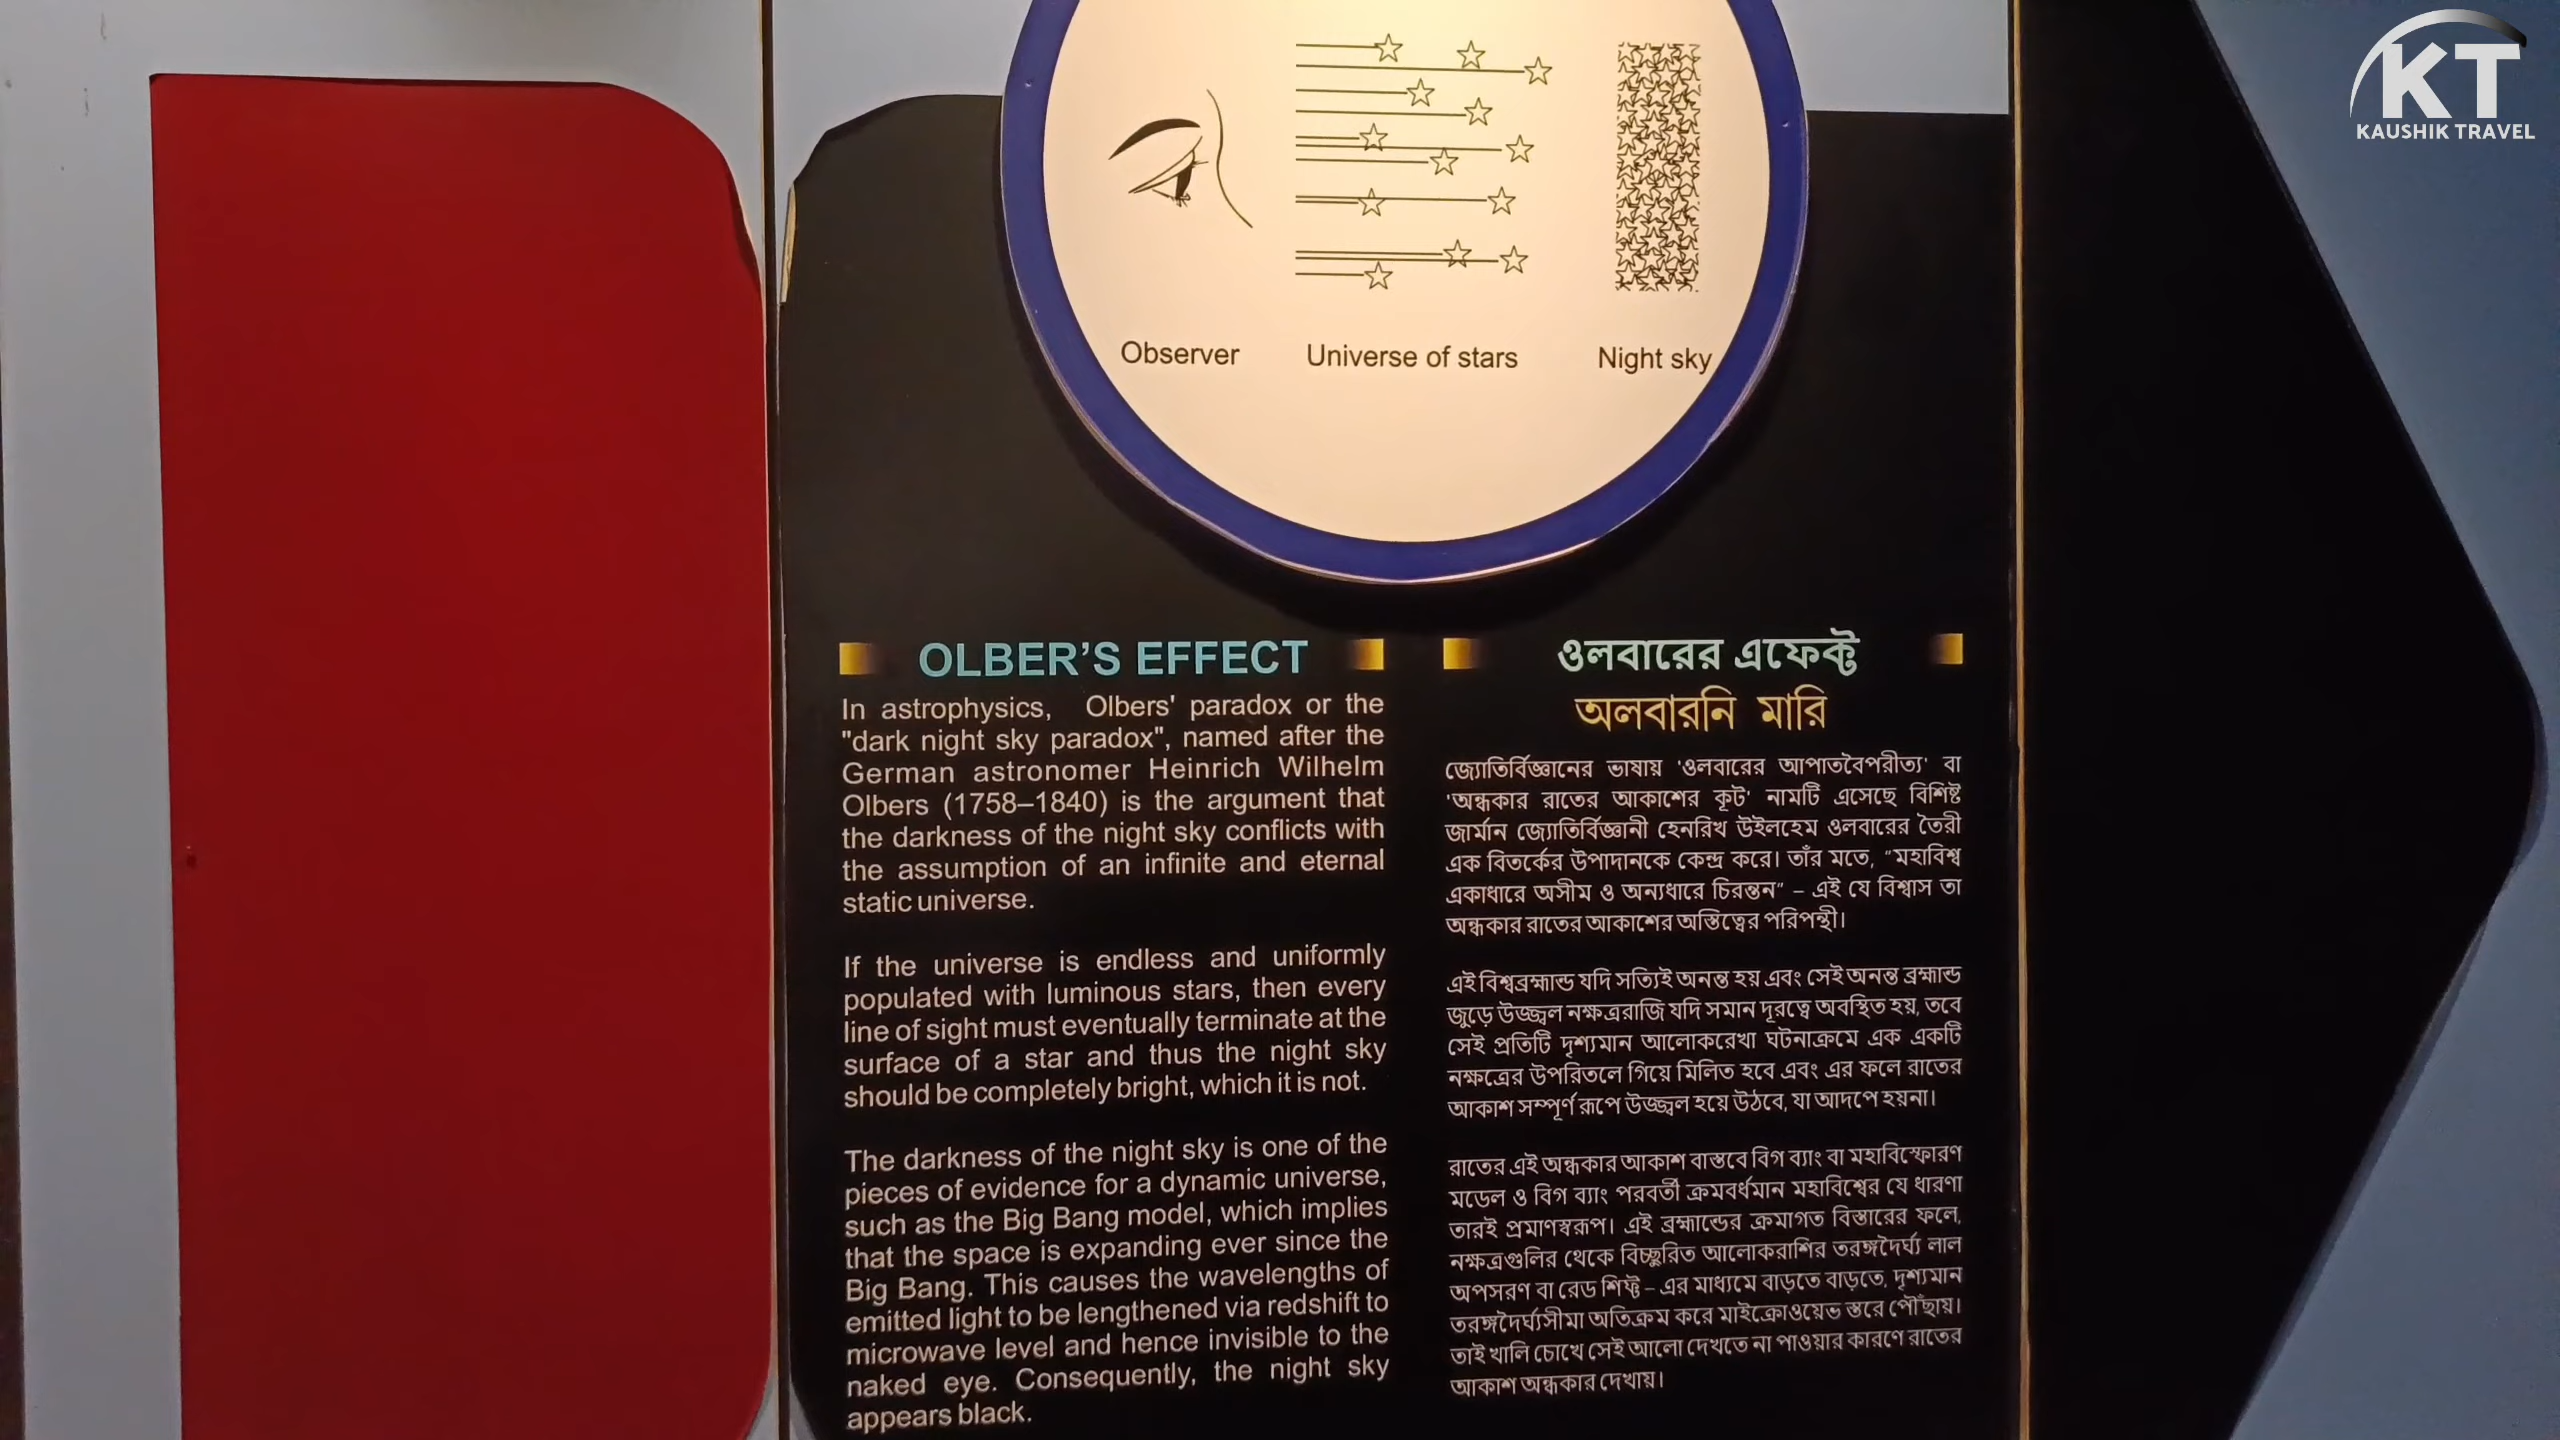 KT
KAUSHIK TRAVEL
Observer
Universe of stars
Night sky
OLBER'S EFFECT
In astrophysics, Olbers' paradox or the
"dark night sky paradox", named after the
German astronomer Heinrich Wilhelm
Olbers (1758–1840) is the argument that
the darkness of the night sky conflicts with
the assumption of an infinite and eternal
static universe.
If the universe is endless and uniformly
populated with luminous stars, then every
line of sight must eventually terminate at the
surface of a star and thus the night sky
should be completely bright, which it is not.
The darkness of the night sky is one of the
pieces of evidence for a dynamic universe,
such as the Big Bang model, which implies
that the space is expanding ever since the
Big Bang. This causes the wavelengths of
emitted light to be lengthened via redshift to
microwave level and hence invisible to the
naked eye. Consequently, the night sky
appears black.
ওলবারের এফেক্ট
অলবারনি মারি
জ্যোতির্বিজ্ঞানের ভাষায় 'ওলবারের আপাতবৈপরীত্য' বা
'অন্ধকার রাতের আকাশের কূট' নামটি এসেছে বিশিষ্ট
জার্মান জ্যোতির্বিজ্ঞানী হেনরিখ উইলহেম ওলবারের তৈরী
এক বিতর্কের উপাদানকে কেন্দ্র করে। তাঁর মতে, "মহাবিশ্ব
একাধারে অসীম ও অন্যধারে চিরন্তন" – এই যে বিশ্বাস তা
অন্ধকার রাতের আকাশের অস্তিত্বের পরিপন্থী।
এই বিশ্বব্রহ্মান্ড যদি সত্যিই অনন্ত হয় এবং সেই অনন্ত ব্রহ্মান্ড
জুড়ে উজ্জ্বল নক্ষত্ররাজি যদি সমান দূরত্বে অবস্থিত হয়, তবে
সেই প্রতিটি দৃশ্যমান আলোকরেখা ঘটনাক্রমে এক একটি
নক্ষত্রের উপরিতলে গিয়ে মিলিত হবে এবং এর ফলে রাতের
আকাশ সম্পূর্ণ রূপে উজ্জ্বল হয়ে উঠবে, যা আদপে হয়না।
রাতের এই অন্ধকার আকাশ বাস্তবে বিগ ব্যাং বা মহাবিস্ফোরণ
মডেল ও বিগ ব্যাং পরবর্তী ক্রমবর্ধমান মহাবিশ্বের যে ধারণা
তারই প্রমাণস্বরূপ। এই ব্রহ্মান্ডের ক্রমাগত বিস্তারের ফলে,
নক্ষত্রগুলির থেকে বিচ্ছুরিত আলোকরাশির তরঙ্গদৈর্ঘ্য লাল
অপসরণ বা রেড শিফ্ট – এর মাধ্যমে বাড়তে বাড়তে, দৃশ্যমান
তরঙ্গদৈর্ঘ্যসীমা অতিক্রম করে মাইক্রোওয়েভ স্তরে পৌঁছায়।
তাই খালি চোখে সেই আলো দেখতে না পাওয়ার কারণে রাতের
আকাশ অন্ধকার দেখায়।